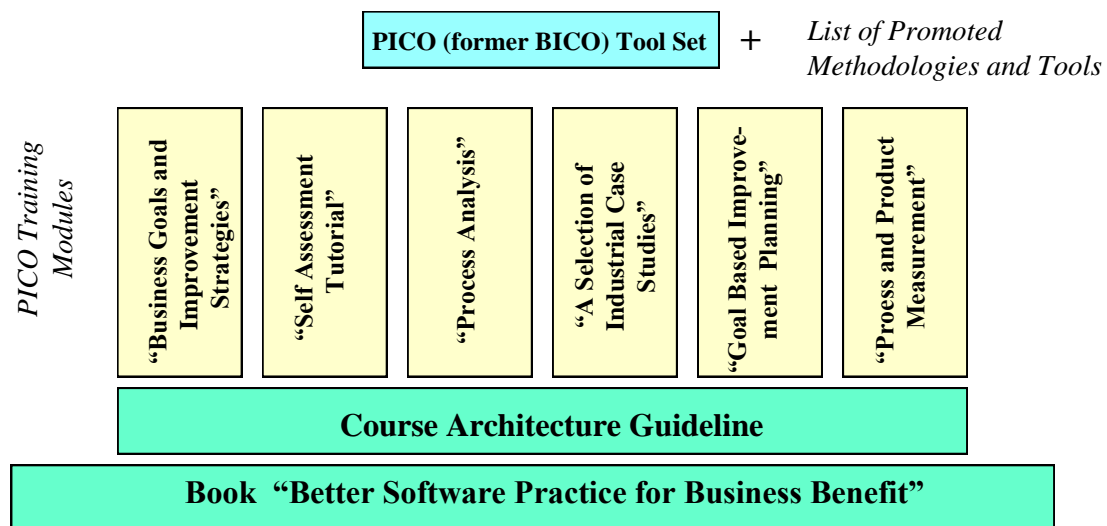 PICO (former BICO) Tool Set
+
List of Promoted
Methodologies and Tools
PICO Training
Modules
“Business Goals and
Improvement
Strategies”
“Self Assessment
Tutorial”
“Process Analysis”
“A Selection of
Industrial Case
Studies”
“Goal Based Improve-
ment Planning”
“Proess and Product
Measurement”
Course Architecture Guideline
Book “Better Software Practice for Business Benefit”